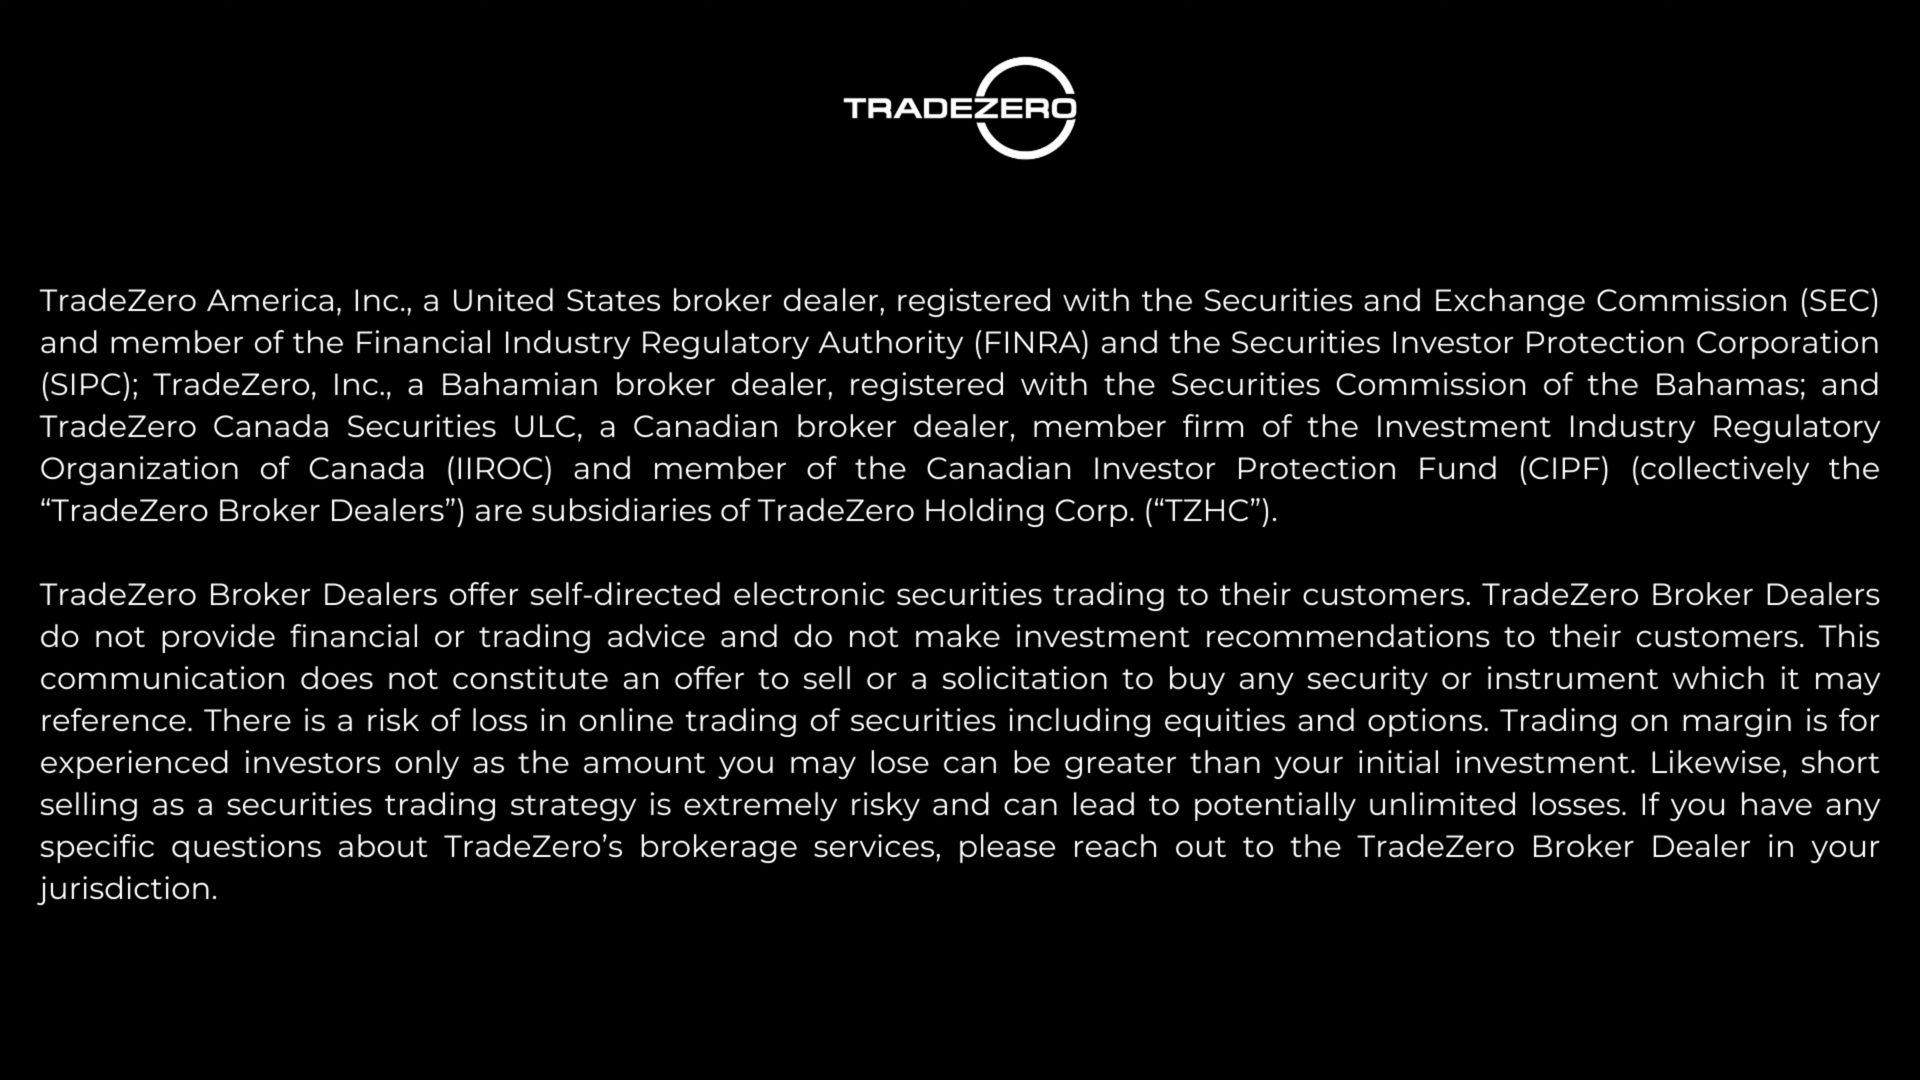 TRADEZERO
TradeZero America, Inc., a United States broker dealer, registered with the Securities and Exchange Commission (SEC)
and member of the Financial Industry Regulatory Authority (FINRA) and the Securities Investor Protection Corporation
(SIPC); TradeZero, Inc., a Bahamian broker dealer, registered with the Securities Commission of the Bahamas; and
TradeZero Canada Securities ULC, a Canadian broker dealer, member firm of the Investment Industry Regulatory
Organization of Canada (IIROC) and member of the Canadian Investor Protection Fund (CIPF) (collectively the
“TradeZero Broker Dealers”) are subsidiaries of TradeZero Holding Corp. (“TZHC”).
TradeZero Broker Dealers offer self-directed electronic securities trading to their customers. TradeZero Broker Dealers
do not provide financial or trading advice and do not make investment recommendations to their customers. This
communication does not constitute an offer to sell or a solicitation to buy any security or instrument which it may
reference. There is a risk of loss in online trading of securities including equities and options. Trading on margin is for
experienced investors only as the amount you may lose can be greater than your initial investment. Likewise, short
selling as a securities trading strategy is extremely risky and can lead to potentially unlimited losses. If you have any
specific questions about TradeZero’s brokerage services, please reach out to the TradeZero Broker Dealer in your
jurisdiction.